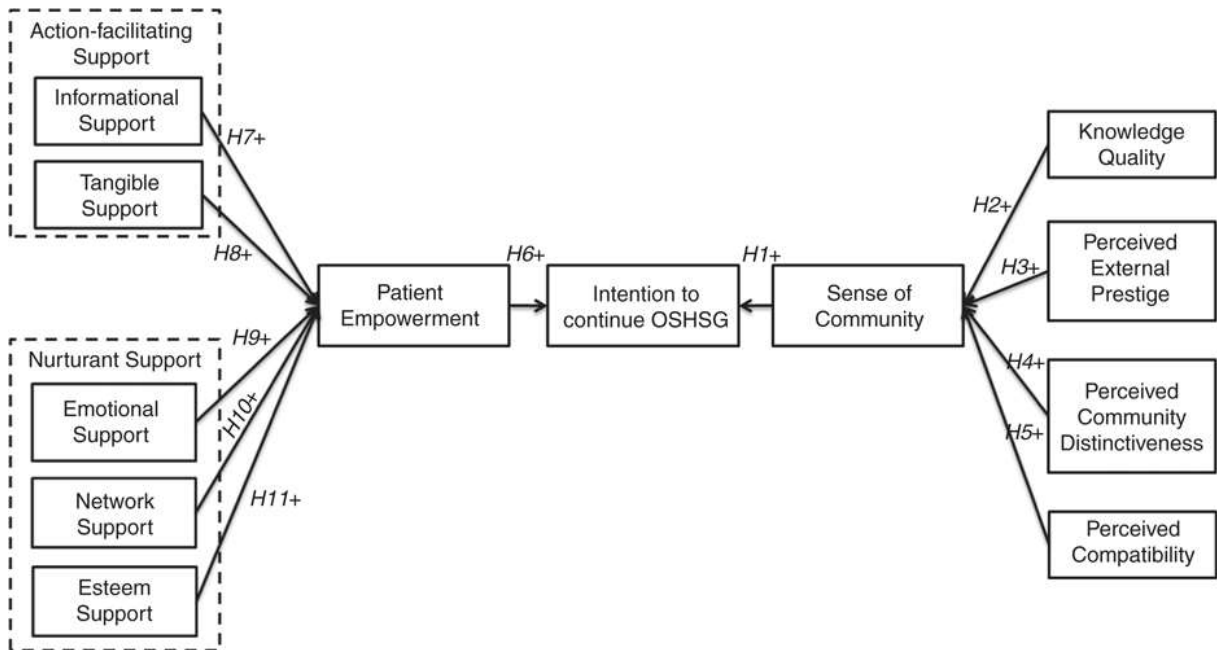 Action-facilitating
Support
Informational
Support
Tangible
Support
H7+
H8+
Nurturant Support
Emotional
Support
Network
Support
Esteem
Support
H9+
H10+
H11+
Patient
Empowerment
H6+
Intention to
continue OSHSG
H1+
Sense of
Community
H2+
H3+
H4+
H5+
Knowledge
Quality
Perceived
External
Prestige
Perceived
Community
Distinctiveness
Perceived
Compatibility